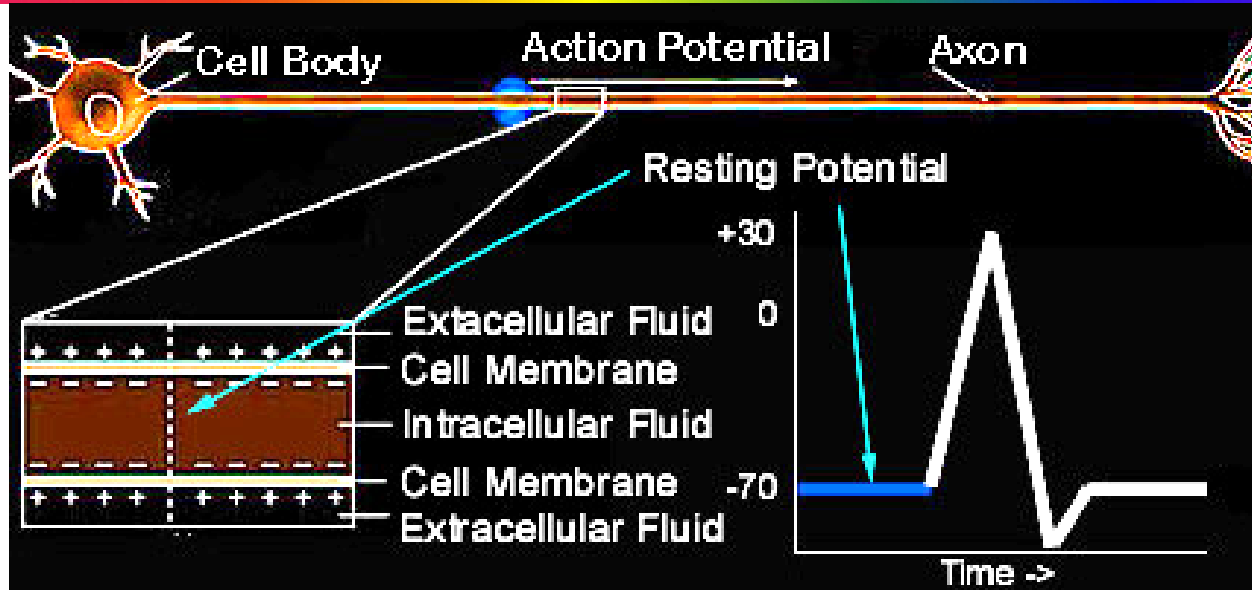 Cell Body
Action Potential
Axon
Resting Potential
+30
0
-70
Time ->
Extacellular Fluid
Cell Membrane
Intracellular Fluid
Cell Membrane
Extracellular Fluid
+ + + + + + + + +
– – – – – – – – –
– – – – – – – – –
+ + + + + + + + +